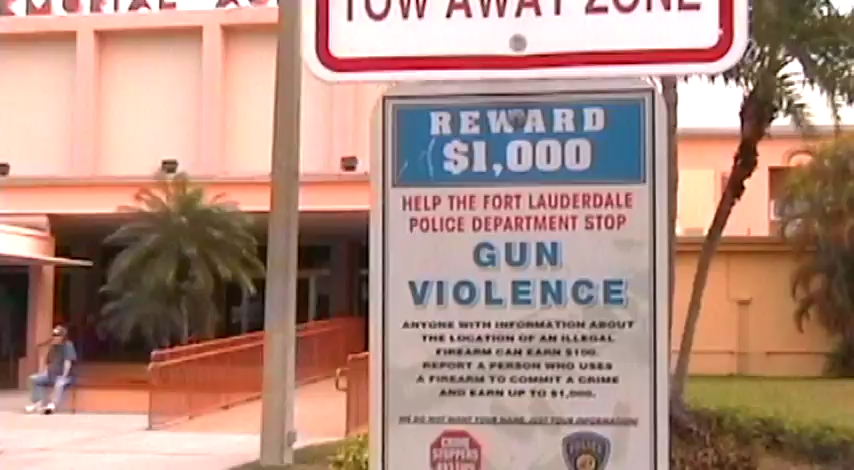 TOW AWAY ZONE
REWARD
$1,000
HELP THE FORT LAUDERDALE
POLICE DEPARTMENT STOP
GUN
VIOLENCE
ANYONE WITH INFORMATION ABOUT
THE LOCATION OF AN ILLEGAL
FIREARM CAN EARN $100.
REPORT A PERSON WHO USES
A FIREARM TO COMMIT A CRIME
AND EARN UP TO $1,000.
WE DO NOT WANT YOUR NAME, JUST YOUR INFORMATION
CRIME
STOPPERS
POLICE